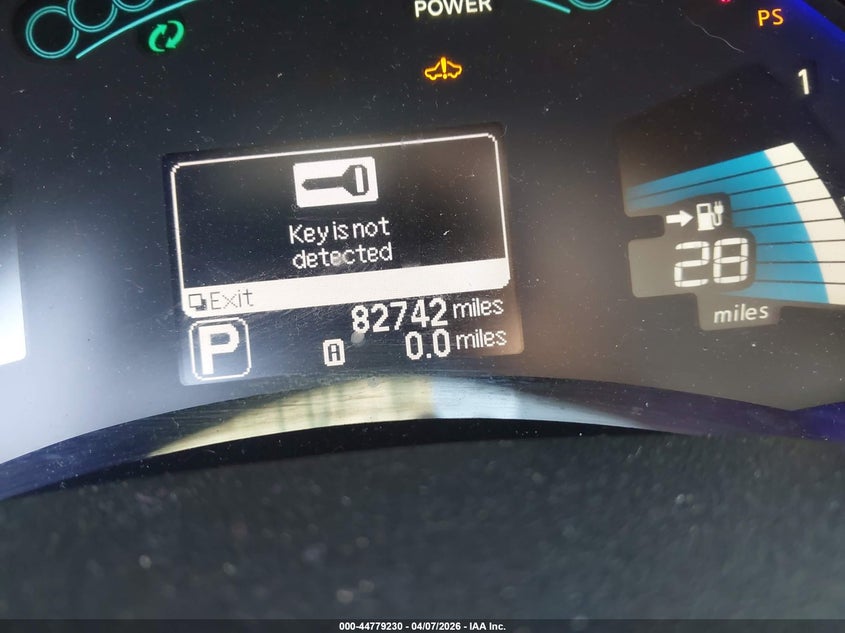 POWER
PS
1
Key is not
detected
28
miles
Exit
82742 miles
P
A 0.0 miles
000-44779230 - 04/07/2026 - IAA Inc.